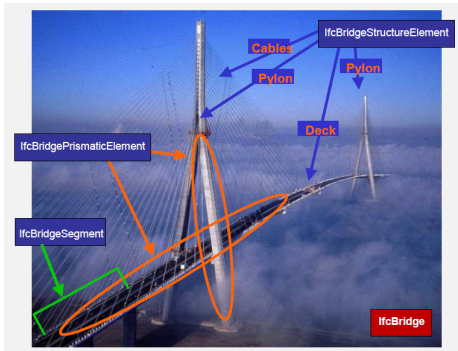 IfcBridgeStructureElement
Cables
Pylon
Pylon
Deck
IfcBridgePrismaticElement
IfcBridgeSegment
IfcBridge